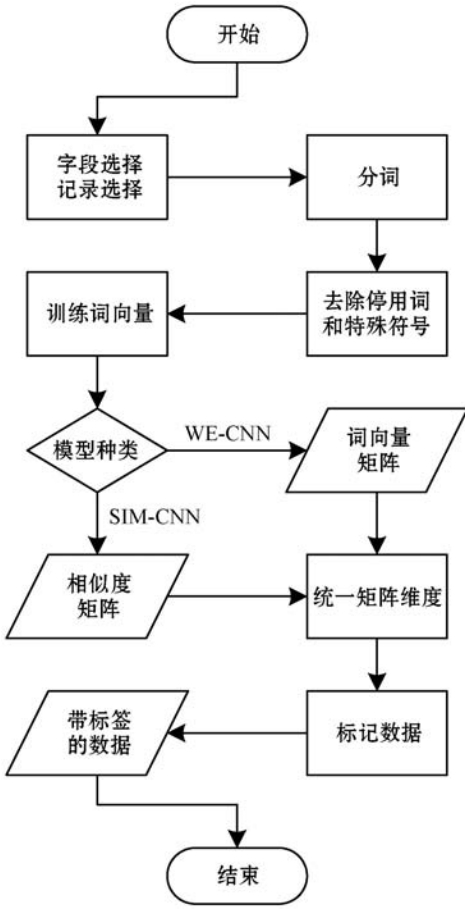 开始
字段选择
记录选择
分词
训练词向量
去除停用词
和特殊符号
模型种类
WE-CNN
词向量
矩阵
SIM-CNN
相似度
矩阵
统一矩阵维度
带标签
的数据
标记数据
结束